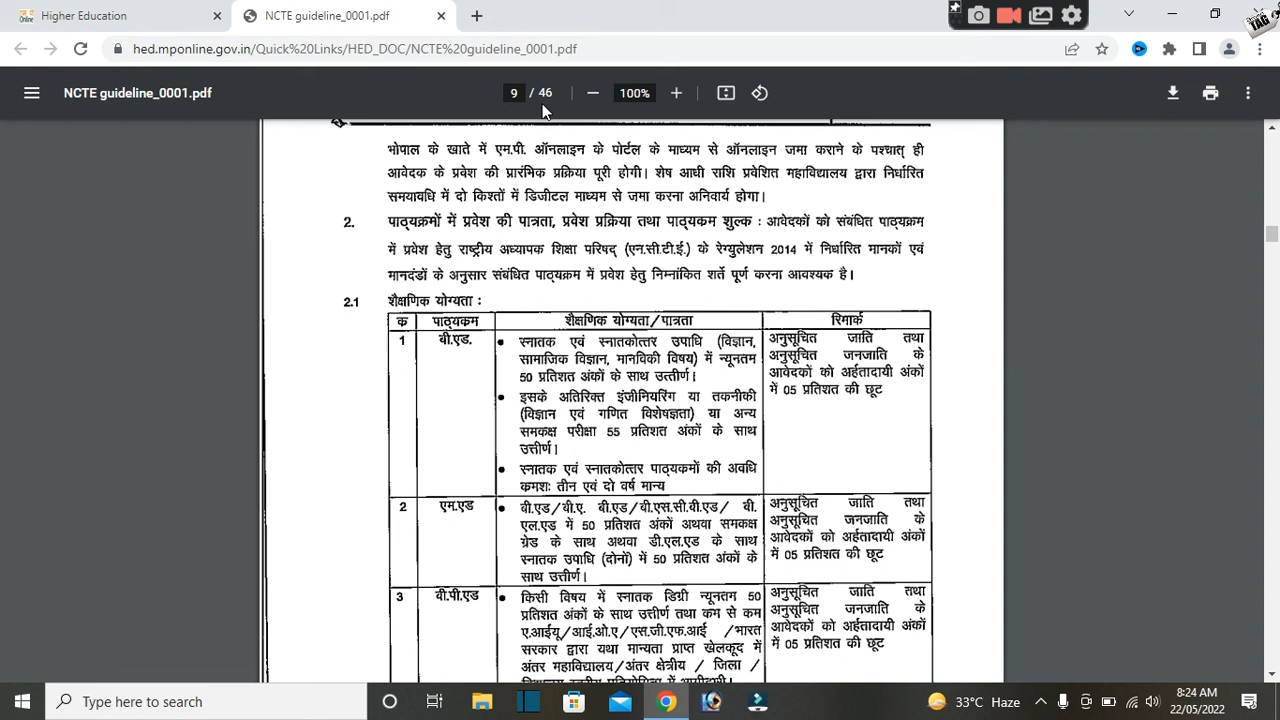 Higher Education
NCTE guideline_0001.pdf
hed.mponline.gov.in/Quick%20Links/HED_DOC/NCTE%20guideline_0001.pdf
NCTE guideline_0001.pdf
9 / 46
100%
भोपाल के खाते में एम.पी. ऑनलाइन के पोर्टल के माध्यम से ऑनलाइन जमा कराने के पश्चात् ही
आवेदक के प्रवेश की प्रारंभिक प्रक्रिया पूरी होगी। शेष आधी राशि प्रवेशित महाविद्यालय द्वारा निर्धारित
समयावधि में दो किश्तों में डिजीटल माध्यम से जमा करना अनिवार्य होगा।
2. पाठ्यक्रमों में प्रवेश की पात्रता, प्रवेश प्रक्रिया तथा पाठ्यकम शुल्क : आवेदकों को संबंधित पाठ्यक्रम
में प्रवेश हेतु राष्ट्रीय अध्यापक शिक्षा परिषद् (एन.सी.टी.ई.) के रेग्युलेशन 2014 में निर्धारित मानकों एवं
मानदंडों के अनुसार संबंधित पाठ्यक्रम में प्रवेश हेतु निम्नांकित शर्ते पूर्ण करना आवश्यक है।
2.1 शैक्षणिक योग्यता :
क पाठ्यकम शैक्षणिक योग्यता/पात्रता रिमार्क
1 बी.एड.
• स्नातक एवं स्नातकोत्तर उपाधि (विज्ञान,
सामाजिक विज्ञान, मानविकी विषय) में न्यूनतम
50 प्रतिशत अंकों के साथ उत्तीर्ण।
• इसके अतिरिक्त इंजीनियरिंग या तकनीकी
(विज्ञान एवं गणित विशेषज्ञता) या अन्य
समकक्ष परीक्षा 55 प्रतिशत अंकों के साथ
उत्तीर्ण।
• स्नातक एवं स्नातकोत्तर पाठ्यकमों की अवधि
कमशः तीन एवं दो वर्ष मान्य
अनुसूचित जाति तथा
अनुसूचित जनजाति के
आवेदकों को अर्हतादायी अंकों
में 05 प्रतिशत की छूट
2 एम.एड
• बी.एड/बी.ए. बी.एड/बी.एस.सी.बी.एड/ बी.
एल.एड में 50 प्रतिशत अंकों अथवा समकक्ष
ग्रेड के साथ अथवा डी.एल.एड के साथ
स्नातक उपाधि (दोनों) में 50 प्रतिशत अंकों के
साथ उत्तीर्ण।
अनुसूचित जाति तथा
अनुसूचित जनजाति के
आवेदकों को अर्हतादायी अंकों
में 05 प्रतिशत की छूट
3 बी.पी.एड
• किसी विषय में स्नातक डिग्री न्यूनतम 50
प्रतिशत अंकों के साथ उत्तीर्ण तथा कम से कम
ए.आईयू/आई.ओ.ए/एस.जी.एफ.आई /भारत
सरकार द्वारा यथा मान्यता प्राप्त खेलकूद में
अंतर महाविद्यालय/अंतर क्षेत्रीय / जिला /
अनुसूचित जाति तथा
अनुसूचित जनजाति के
आवेदकों को अर्हतादायी अंकों
में 05 प्रतिशत की छूट
Type here to search
33°C Haze
8:24 AM
22/05/2022